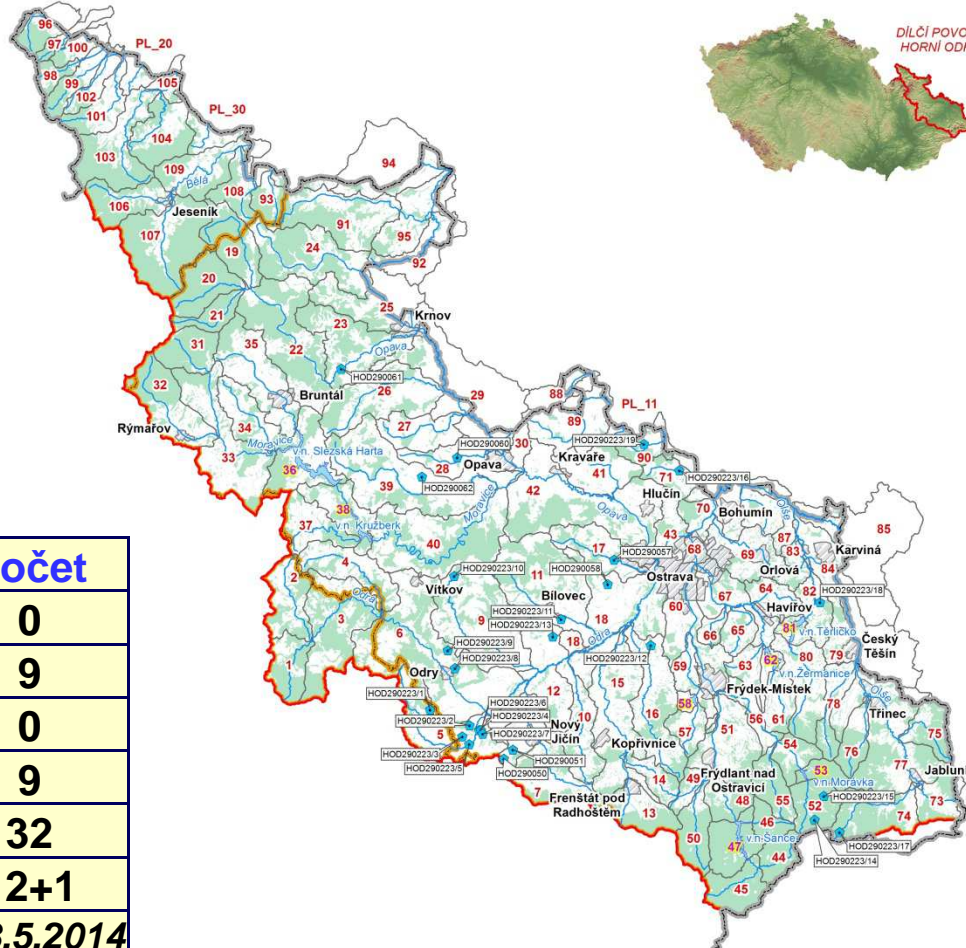 96
97
100
PL_20
98
99
105
102
101
PL_30
104
103
109
Bělá
106
108
93
94
Jeseník
107
91
95
19
24
92
20
21
25
Krnov
31
35
23
22
Opava
32
HOD290061
26
29
88
Bruntál
89
PL_11
Rýmařov
34
27
HOD290060
30
HOD290223/19
90
Moravice
33
v.n. Slezská Harta
Opava
Kravaře
36
28
41
71
HOD290223/16
HOD290062
39
42
Hlučín
38
Moravice
70
Bohumín
Olše
85
37
v.n. Kružberk
Opava
43
87
40
17
HOD290057
68
69
83
Karviná
4
HOD290223/10
Orlová
84
2
11
HOD290058
Ostrava
Vítkov
64
82
HOD290223/18
Odra
Bílovec
60
67
Havířov
3
HOD290223/11
18
81
v.n.Těrlicko
9
HOD290223/13
18
Odra
66
65
Český
Těšín
6
HOD290223/9
HOD290223/12
62
80
79
1
HOD290223/8
59
63
v.n.Žermanice
Odry
15
Frýdek-Místek
Olše
HOD290223/1
HOD290223/6
12
58
78
HOD290223/4
10
16
56
61
Třinec
HOD290223/2
HOD290223/7
Nový
Jičín
57
51
5
75
HOD290223/3
HOD290051
Kopřivnice
54
76
HOD290223/5
HOD290050
53
77
14
49
Frýdlant nad
Ostravicí
v.n.Morávka
Jablun
7
Frenštát pod
Radhoštěm
48
55
52
HOD290223/15
73
13
46
74
50
47
v.n.Šance
44
HOD290223/17
HOD290223/14
45
DÍLČÍ POVO
HORNÍ ODR
očet
0
9
0
9
32
2+1
.5.2014